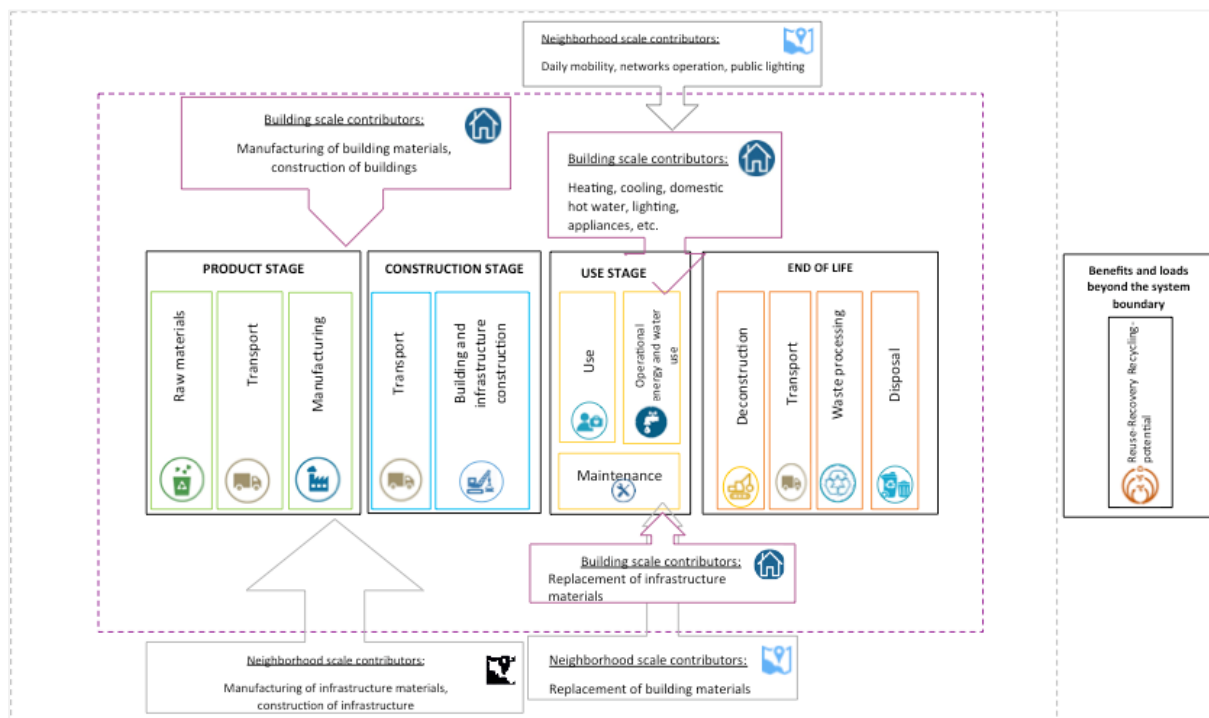 Neighborhood scale contributors:
Daily mobility, networks operation, public lighting
Building scale contributors:
Manufacturing of building materials,
construction of buildings
Building scale contributors:
Heating, cooling, domestic
hot water, lighting,
appliances, etc.
PRODUCT STAGE
Raw materials
Transport
Manufacturing
CONSTRUCTION STAGE
Transport
Building and
infrastructure
construction
USE STAGE
Use
Operational
energy and water
use
Maintenance
END OF LIFE
Deconstruction
Transport
Waste processing
Disposal
Benefits and loads
beyond the system
boundary
Reuse-Recovery Recycling-
potential
Building scale contributors:
Replacement of infrastructure
materials
Neighborhood scale contributors:
Manufacturing of infrastructure materials,
construction of infrastructure
Neighborhood scale contributors:
Replacement of building materials